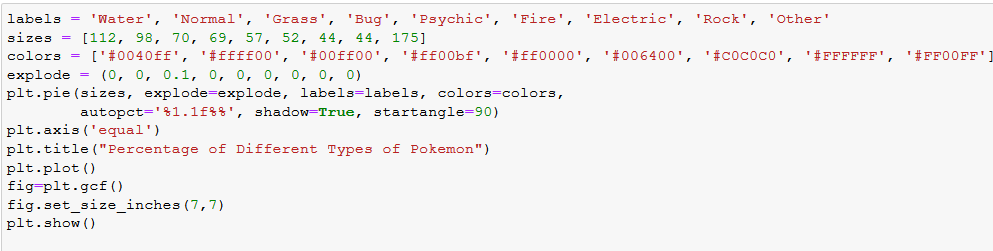 labels = 'Water', 'Normal', 'Grass', 'Bug', 'Psychic', 'Fire', 'Electric', 'Rock', 'Other'
sizes = [112, 98, 70, 69, 57, 52, 44, 44, 175]
colors = ['#0040ff', '#ffff00', '#00ff00', '#ff00bf', '#ff0000', '#006400', '#C0C0C0', '#FFFFFF', '#FF00FF']
explode = (0, 0, 0.1, 0, 0, 0, 0, 0, 0)
plt.pie(sizes, explode=explode, labels=labels, colors=colors,
        autopct='%1.1f%%', shadow=True, startangle=90)
plt.axis('equal')
plt.title("Percentage of Different Types of Pokemon")
plt.plot()
fig=plt.gcf()
fig.set_size_inches(7,7)
plt.show()